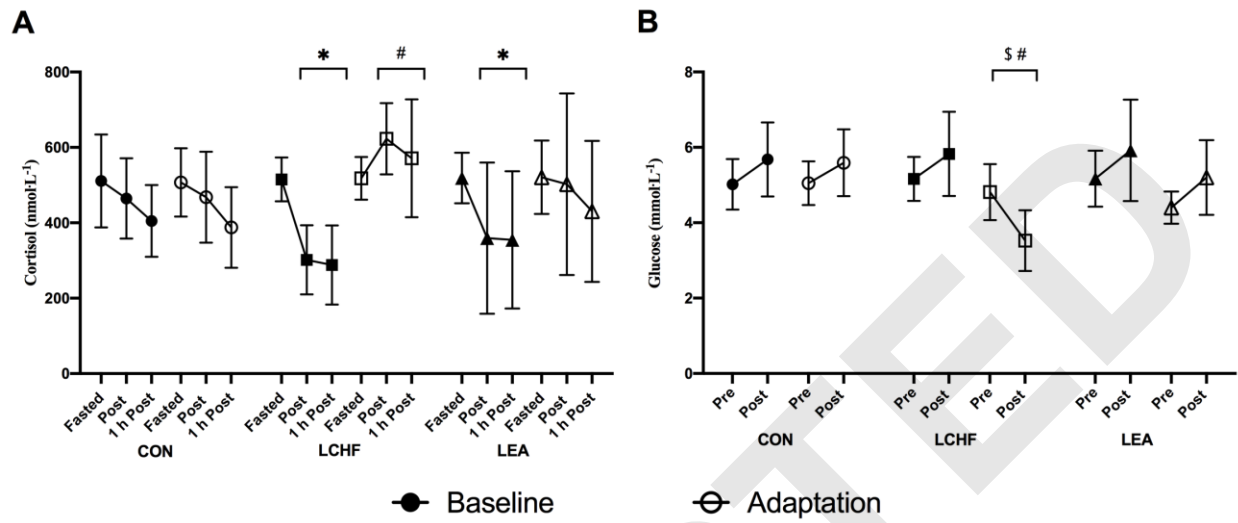 A
Cortisol (nmol·L⁻¹)
800
600
400
200
0
* # *
Fasted Post 1 h Post Fasted Post 1 h Post Fasted Post 1 h Post Fasted Post 1 h Post Fasted Post 1 h Post Fasted Post 1 h Post
CON LCHF LEA
B
Glucose (mmol·L⁻¹)
8
6
4
2
0
$ #
Pre Post Pre Post Pre Post Pre Post Pre Post Pre Post
CON LCHF LEA
Baseline Adaptation
TED